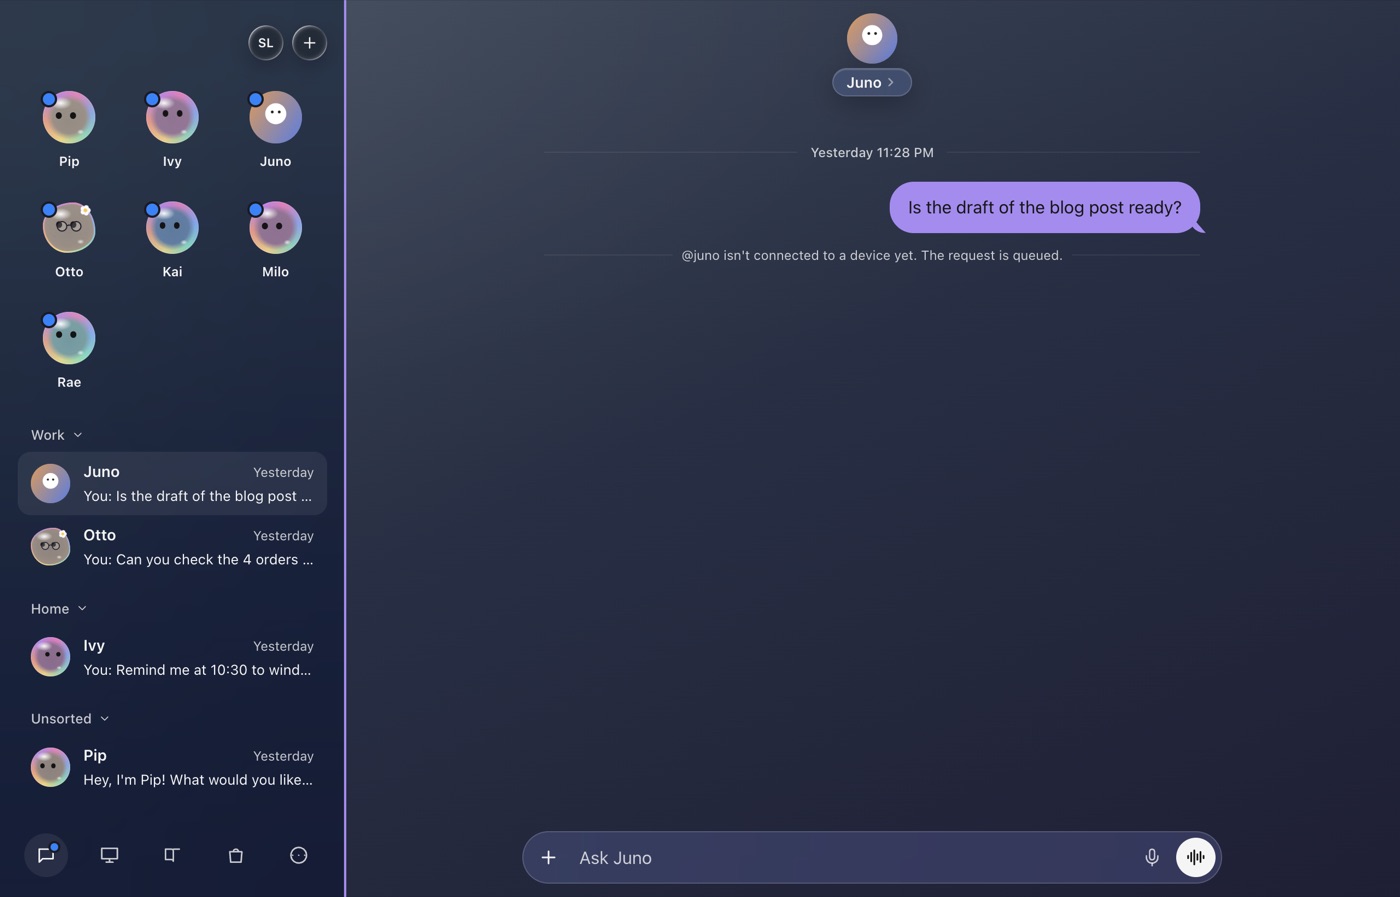 SL
Pip
Ivy
Juno
Otto
Kai
Milo
Rae
Work
Juno
Yesterday
You: Is the draft of the blog post ...
Otto
Yesterday
You: Can you check the 4 orders ...
Home
Ivy
Yesterday
You: Remind me at 10:30 to wind...
Unsorted
Pip
Yesterday
Hey, I'm Pip! What would you like...
Juno
Yesterday 11:28 PM
Is the draft of the blog post ready?
@juno isn't connected to a device yet. The request is queued.
Ask Juno